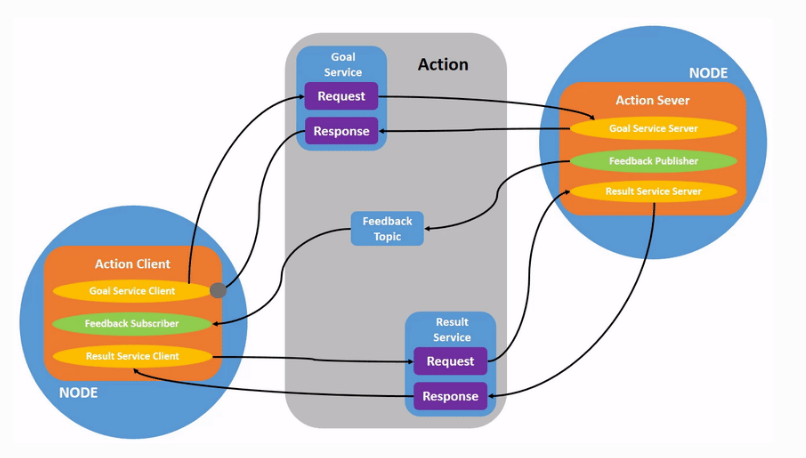 Goal
Service
Request
Response
Action
NODE
Action Sever
Goal Service Server
Feedback Publisher
Result Service Server
Feedback
Topic
Action Client
Goal Service Client
Feedback Subscriber
Result Service Client
NODE
Result
Service
Request
Response